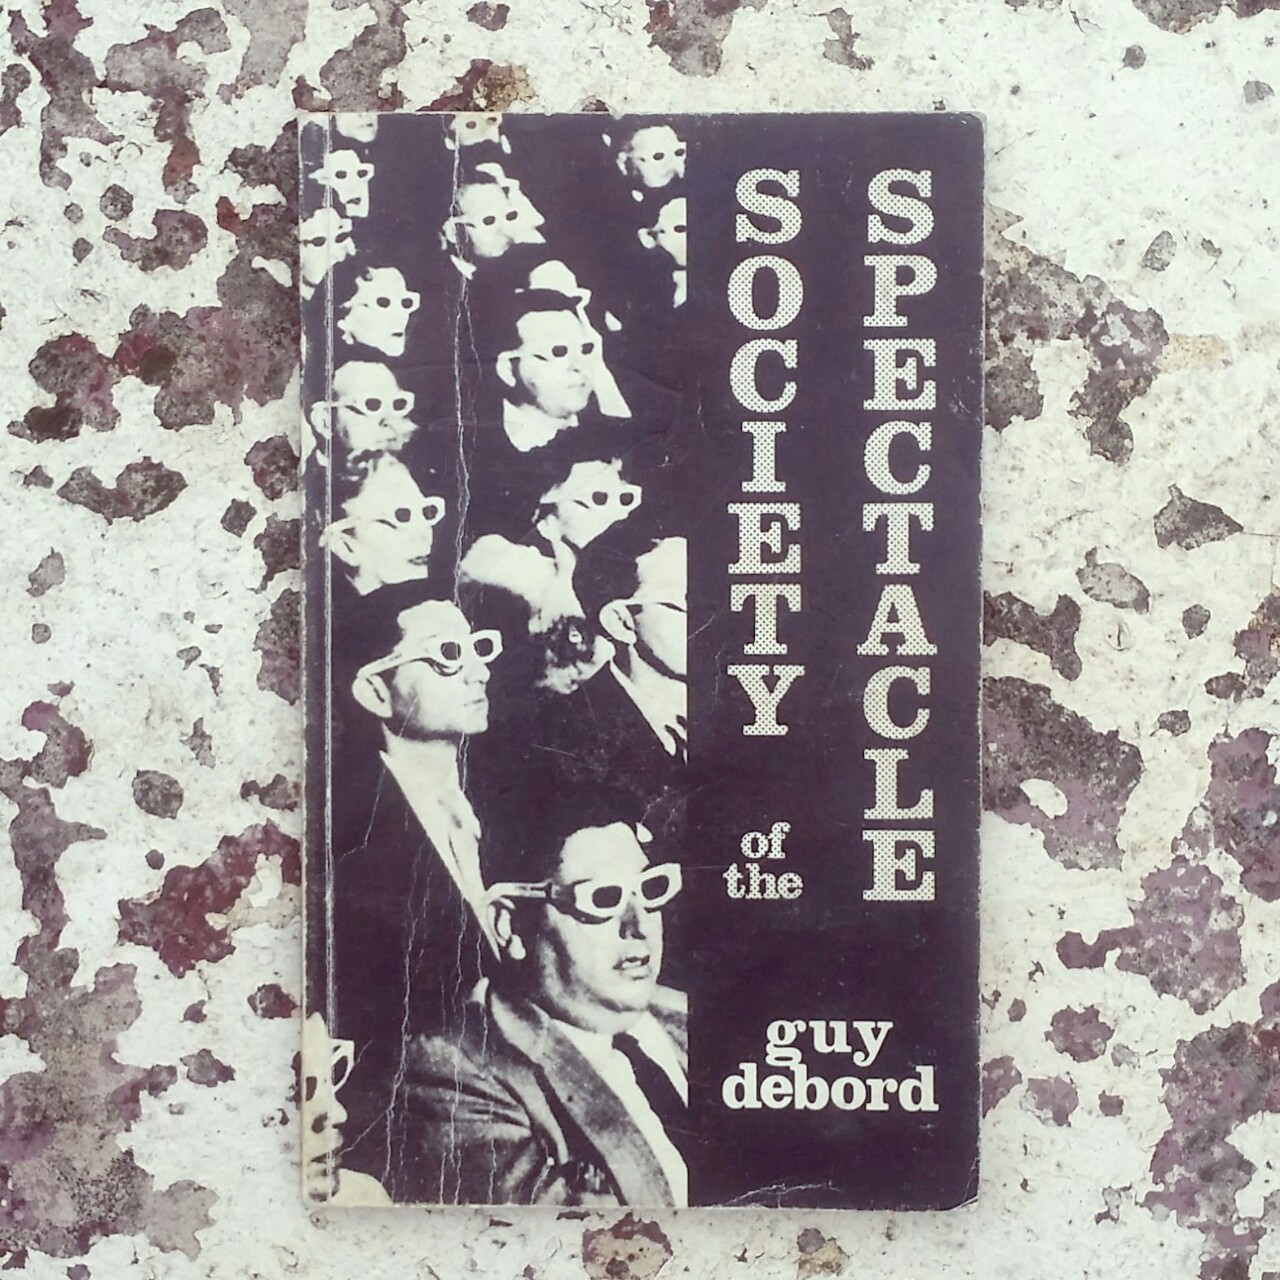 SOCIETY
of
the
SPECTACLE
guy
debord